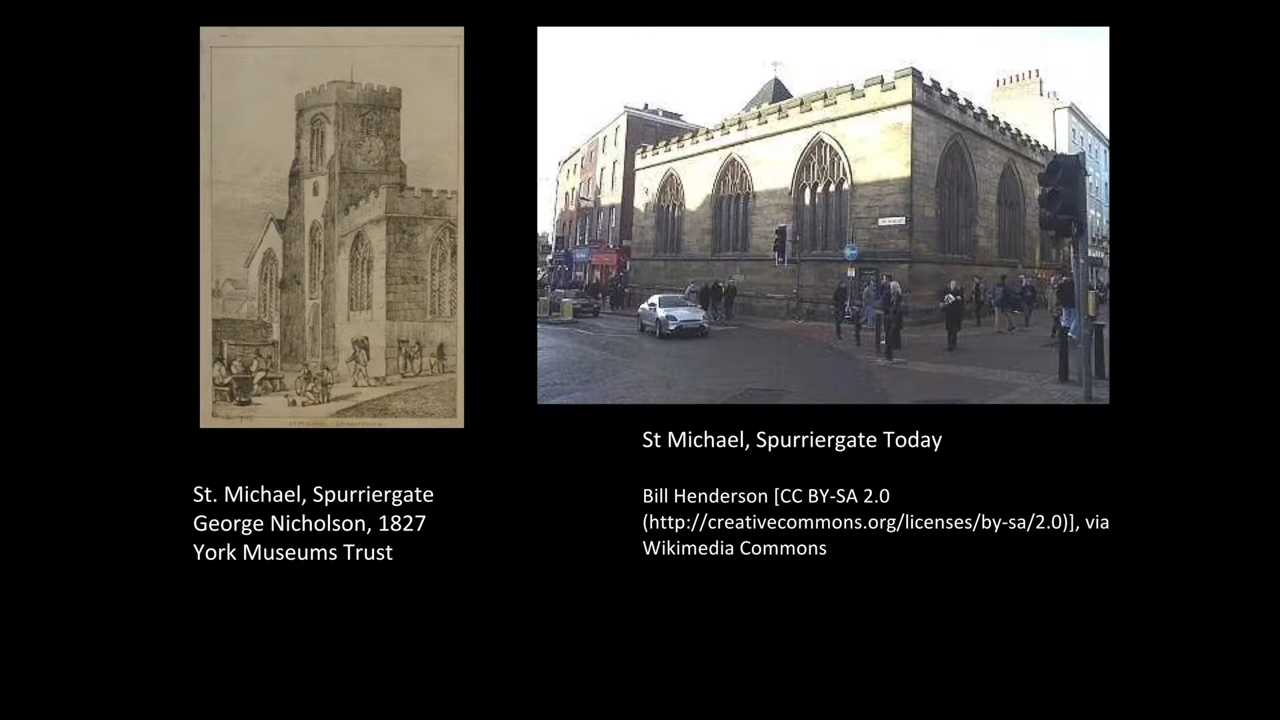 St. Michael, Spurriergate
George Nicholson, 1827
York Museums Trust
St Michael, Spurriergate Today
Bill Henderson [CC BY-SA 2.0
(http://creativecommons.org/licenses/by-sa/2.0)], via
Wikimedia Commons